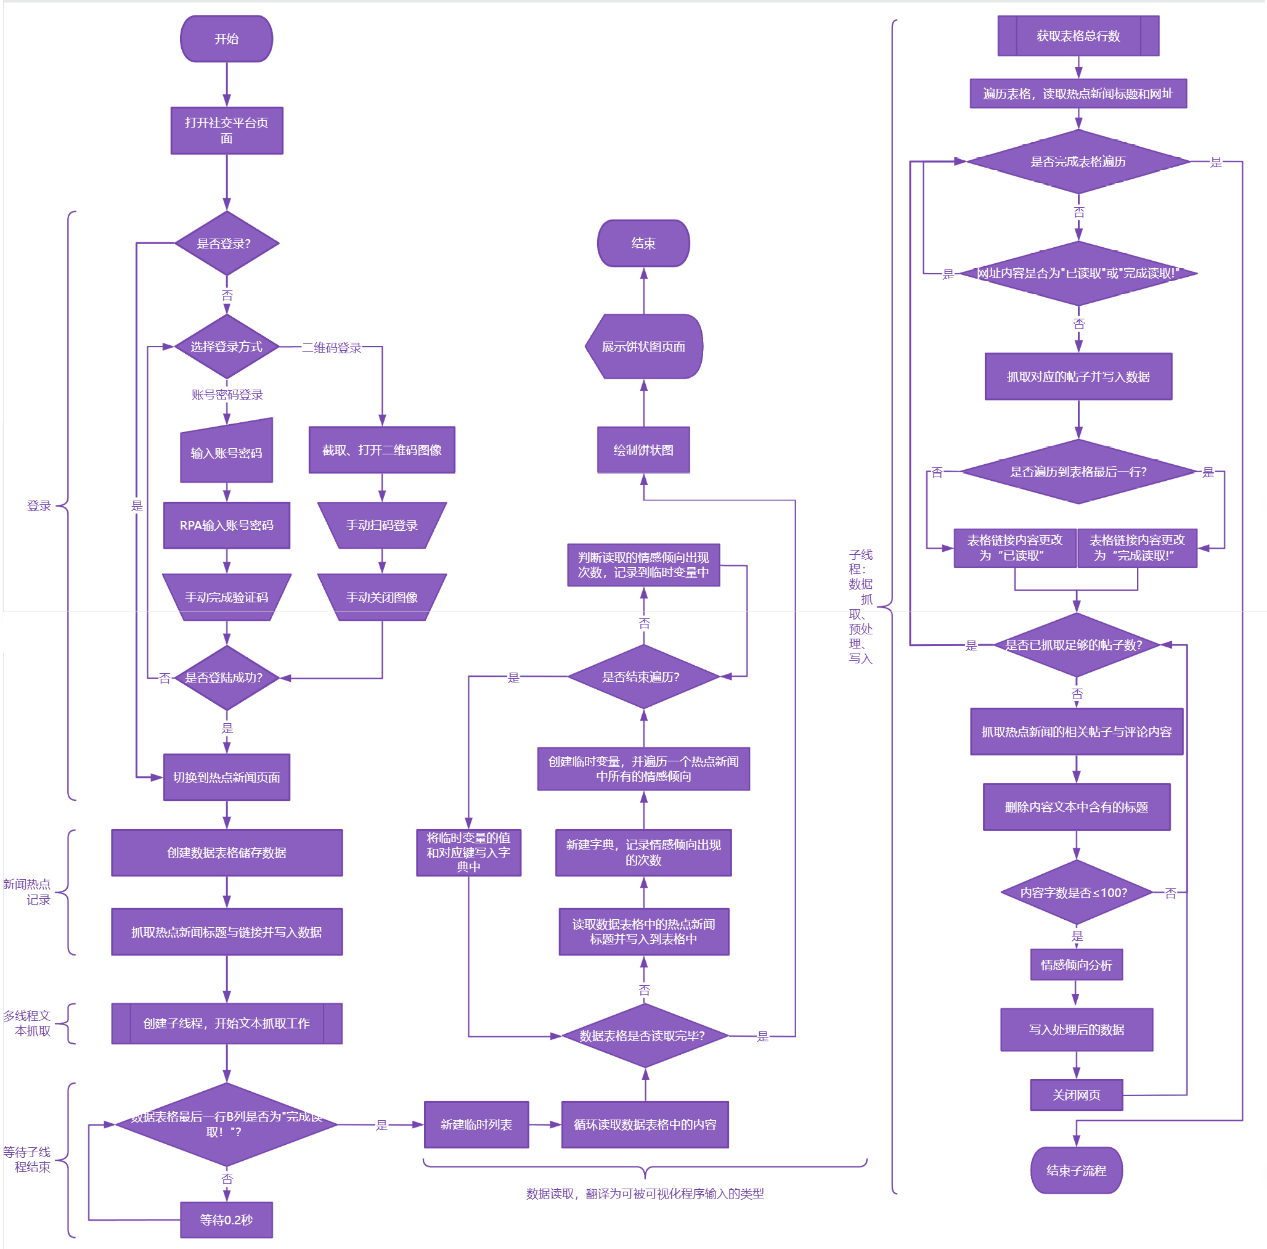 开始
打开社交平台页
面
是否登录?
否
选择登录方式
二维码登录
账号密码登录
输入账号密码
截取、打开二维码图像
RPA输入账号密码
手动扫码登录
手动完成验证码
手动关闭图像
是否登陆成功?
否
是
是
登录
切换到热点新闻页面
创建数据表格储存数据
抓取热点新闻标题与链接并写入数据
新闻热点
记录
创建子线程，开始文本抓取工作
多线程文
本抓取
数据表格最后一行B列是否为"完成读
取！"?
是
否
等待0.2秒
等待子线
程结束
新建临时列表
循环读取数据表格中的内容
数据读取，翻译为可被可视化程序输入的类型
数据表格是否读取完毕?
是
否
读取数据表格中的热点新闻
标题并写入到表格中
新建字典，记录情感倾向出现
的次数
创建临时变量，并遍历一个热点新闻
中所有的情感倾向
是否结束遍历?
是
否
判断读取的情感倾向出现
次数，记录到临时变量中
将临时变量的值
和对应键写入字
典中
绘制饼状图
展示饼状图页面
结束
子线
程：
数据
抓
取、
预处
理、
写入
获取表格总行数
遍历表格，读取热点新闻标题和网址
是否完成表格遍历
是
否
网址内容是否为"已读取"或"完成读取!"
是
否
抓取对应的帖子并写入数据
是否遍历到表格最后一行?
否
是
表格链接内容更改
为 “已读取”
表格链接内容更改
为 “完成读取!”
是否已抓取足够的帖子数?
是
否
抓取热点新闻的相关帖子与评论内容
删除内容文本中含有的标题
内容字数是否≤100?
否
是
情感倾向分析
写入处理后的数据
关闭网页
结束子流程